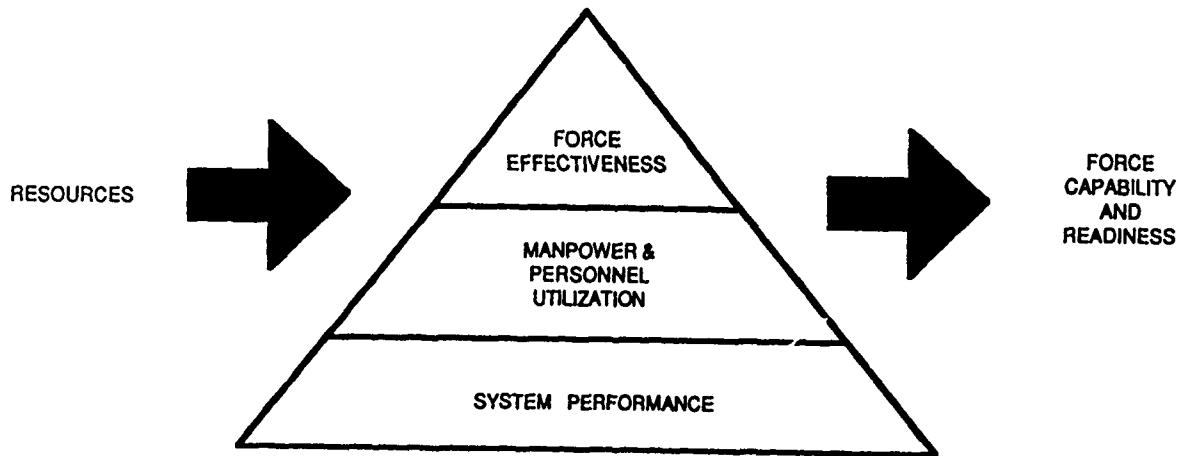 RESOURCES
FORCE
EFFECTIVENESS
MANPOWER &
PERSONNEL
UTILIZATION
SYSTEM PERFORMANCE
FORCE
CAPABILITY
AND
READINESS